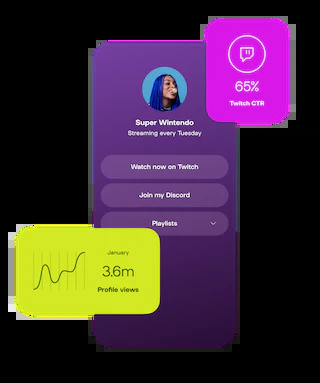 65%
Twitch CTR
Super Wintendo
Streaming every Tuesday
Watch now on Twitch
Join my Discord
Playlists
January
3.6m
Profile views